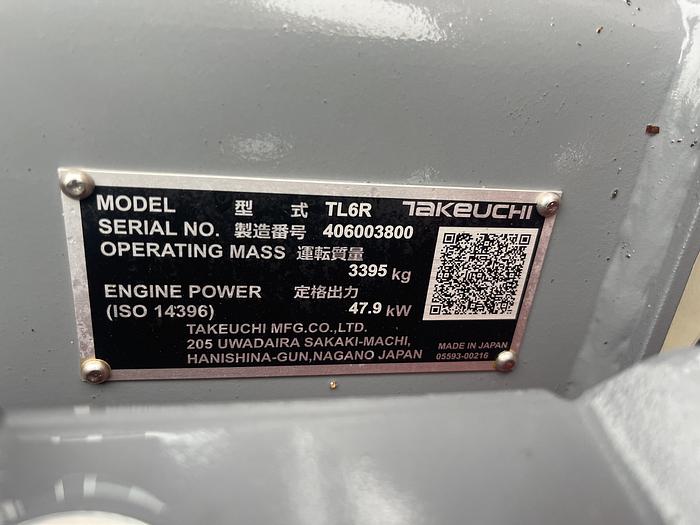 MODEL 型 式 TL6R TAKEUCHI
SERIAL NO. 製造番号 406003800
OPERATING MASS 運転質量
3395 kg
ENGINE POWER 定格出力
(ISO 14396) 47.9 kW
TAKEUCHI MFG.CO.,LTD.
205 UWADAIRA SAKAKI-MACHI, MADE IN JAPAN
HANISHINA-GUN,NAGANO JAPAN 05593-00216